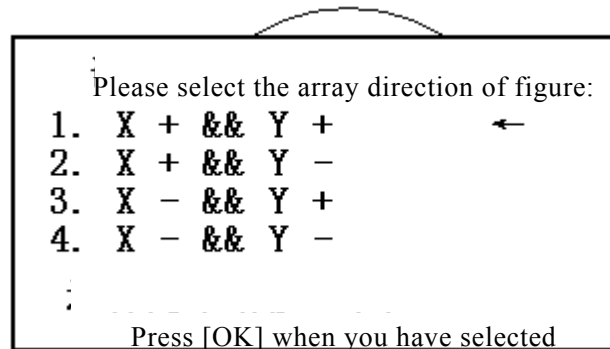 Please select the array direction of figure:
1. X + && Y + ←
2. X + && Y -
3. X - && Y +
4. X - && Y -
Press [OK] when you have selected